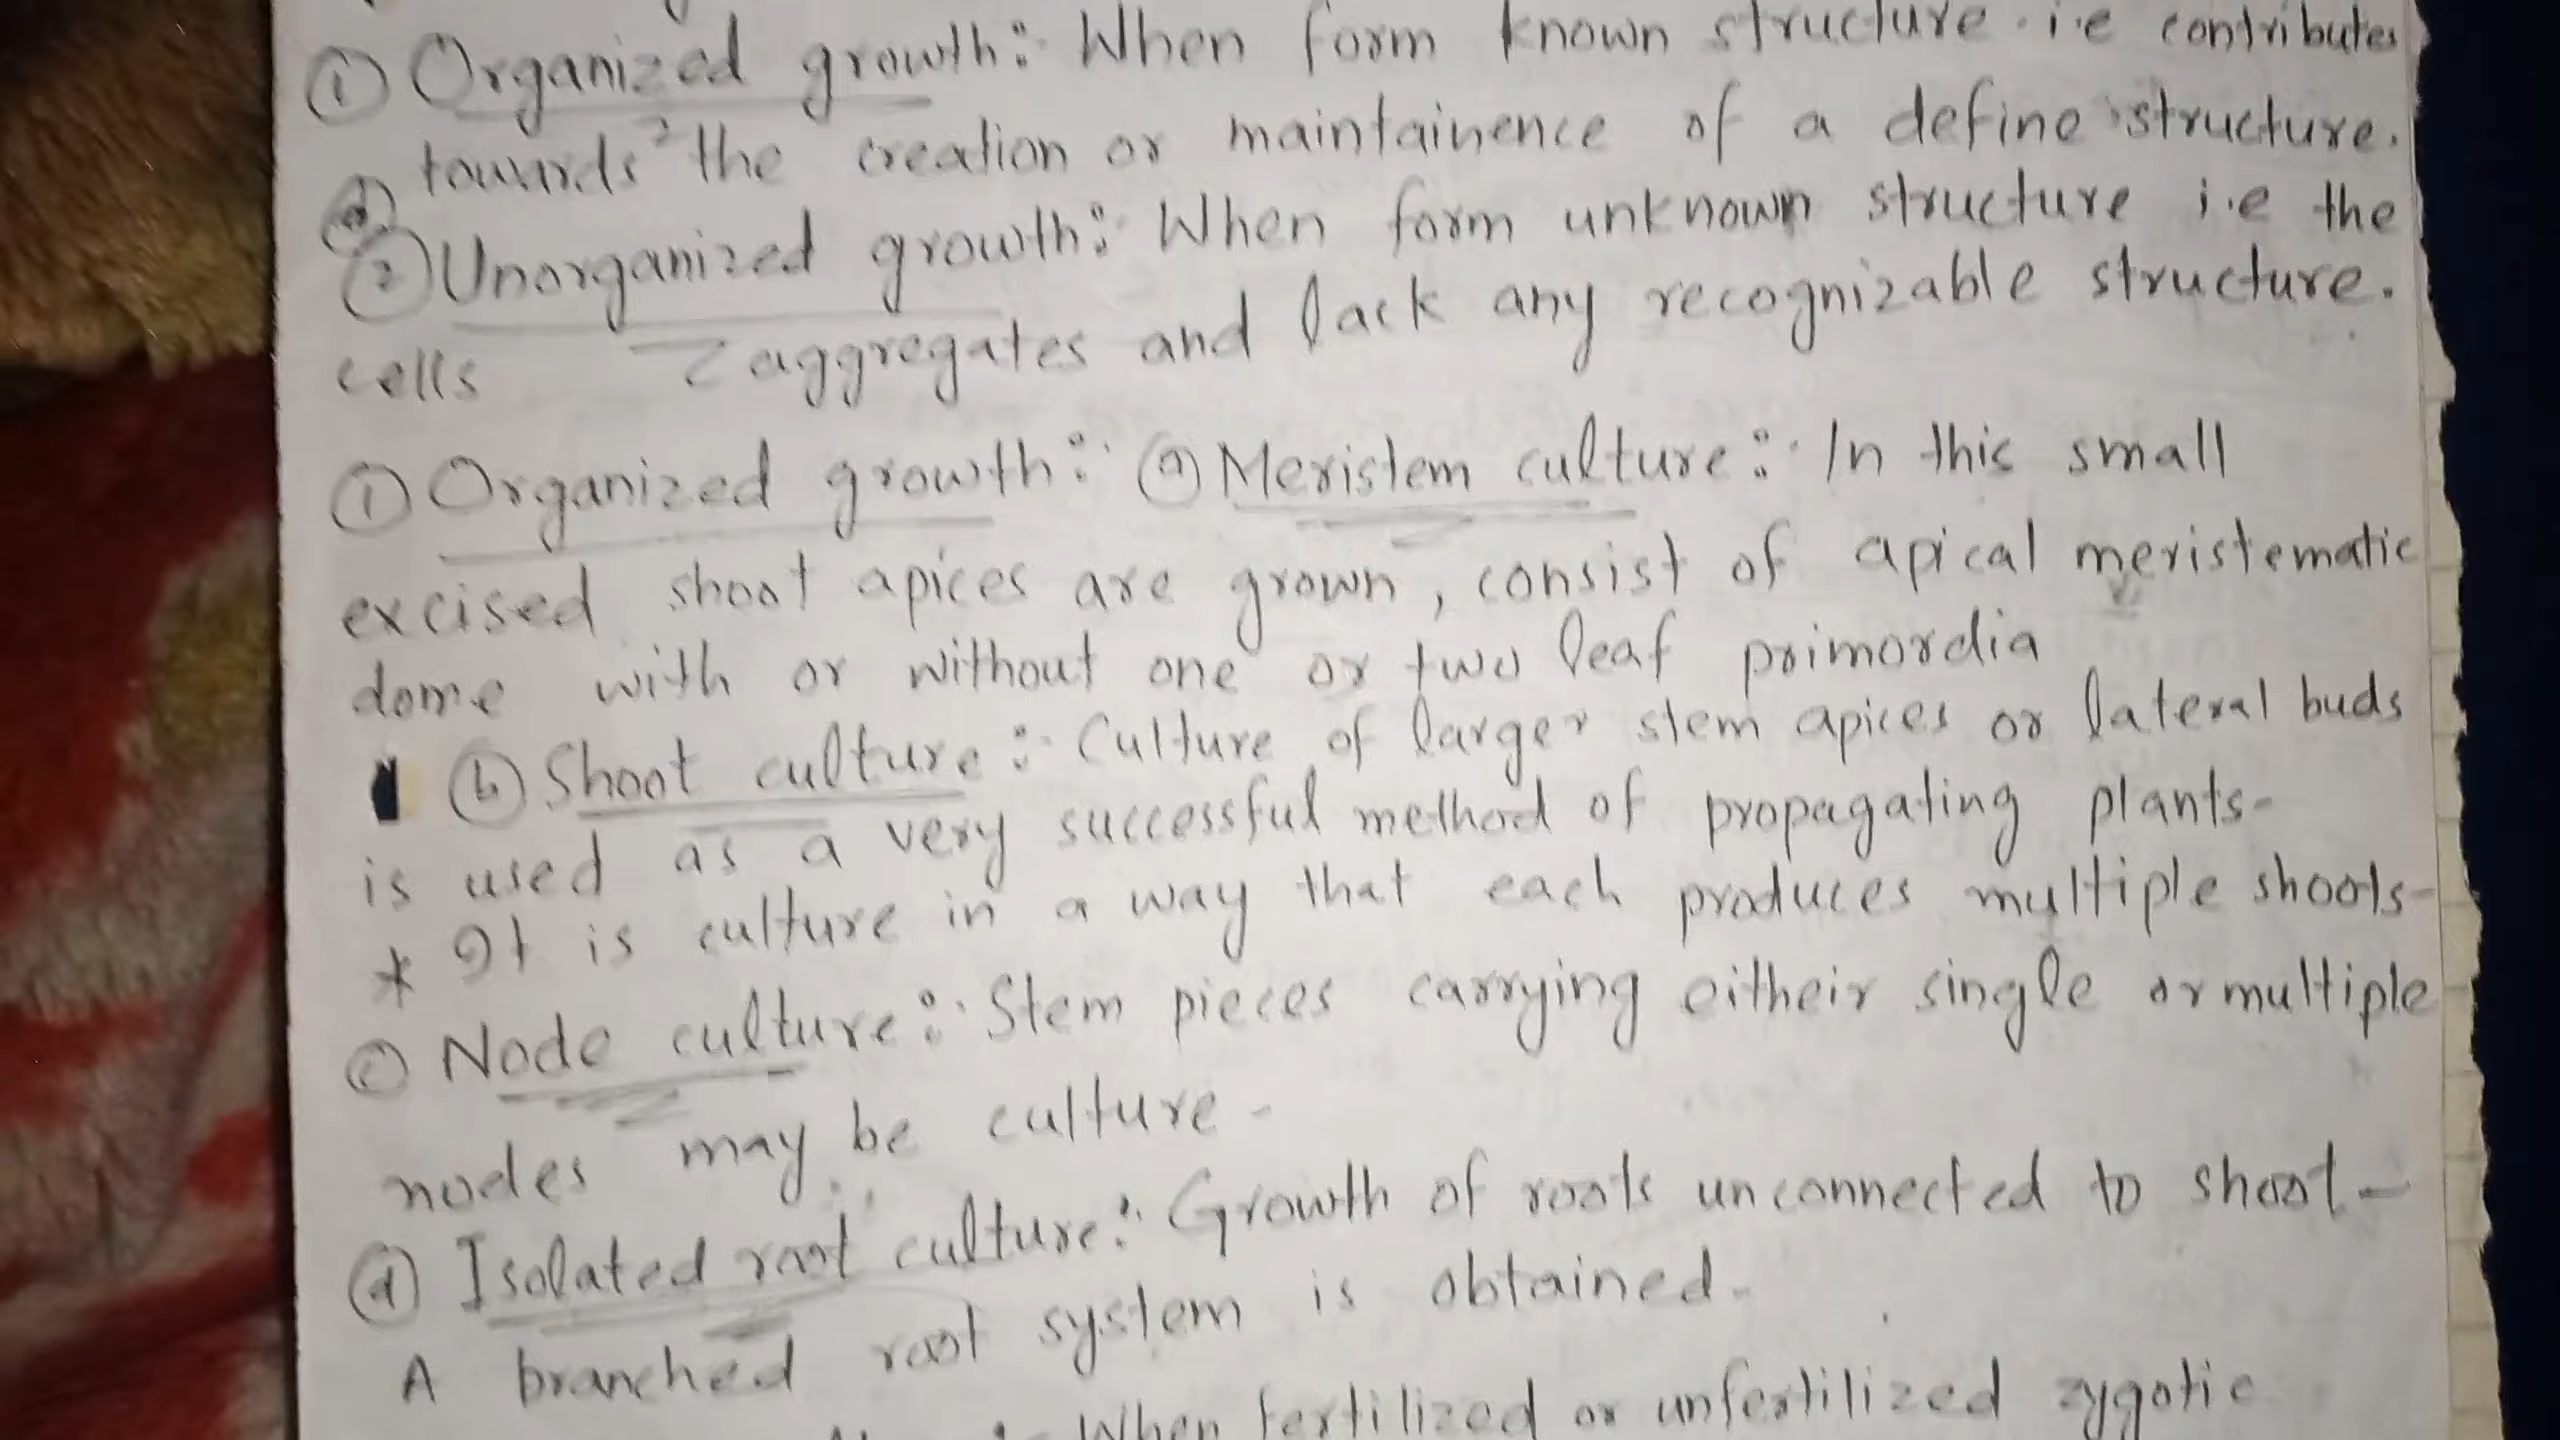 ① Organized growth:- When form known structure i.e contributes
towards the creation or maintainence of a define structure.
② Unorganized growth:- When form unknown structure i.e the
cells aggregates and lack any recognizable structure.
① Organized growth:- ⓐ Meristem culture:- In this small
excised shoot apices are grown, consist of apical meristematic
dome with or without one or two leaf primordia
ⓑ Shoot culture:- Culture of larger stem apices or lateral buds
is used as a very successful method of propagating plants-
* It is culture in a way that each produces multiple shoots-
ⓒ Node culture:- Stem pieces carrying eitheir single or multiple
nodes may be culture-
ⓓ Isolated root culture:- Growth of roots unconnected to shoot-
A branched root system is obtained-
When fertilized or unfertilized zygotic